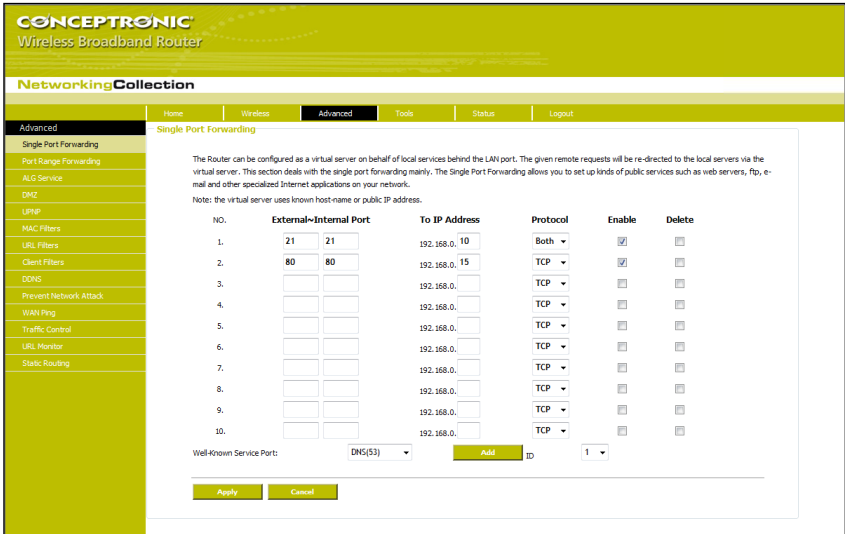 CONCEPTRONIC
Wireless Broadband Router
NetworkingCollection
Home Wireless Advanced Tools Status Logout
Advanced
Single Port Forwarding
Port Range Forwarding
ALG Service
DMZ
UPNP
MAC Filters
URL Filters
Client Filters
DDNS
Prevent Network Attack
WAN Ping
Traffic Control
URL Monitor
Static Routing
Single Port Forwarding
The Router can be configured as a virtual server on behalf of local services behind the LAN port. The given remote requests will be re-directed to the local servers via the
virtual server. This section deals with the single port forwarding mainly. The Single Port Forwarding allows you to set up kinds of public services such as web servers, ftp, e-
mail and other specialized Internet applications on your network.
Note: the virtual server uses known host-name or public IP address.
NO. External~Internal Port To IP Address Protocol Enable Delete
1. 21 21 192.168.0. 10 Both
2. 80 80 192.168.0. 15 TCP
3. 192.168.0. TCP
4. 192.168.0. TCP
5. 192.168.0. TCP
6. 192.168.0. TCP
7. 192.168.0. TCP
8. 192.168.0. TCP
9. 192.168.0. TCP
10. 192.168.0. TCP
Well-Known Service Port: DNS(53) Add ID 1
Apply Cancel